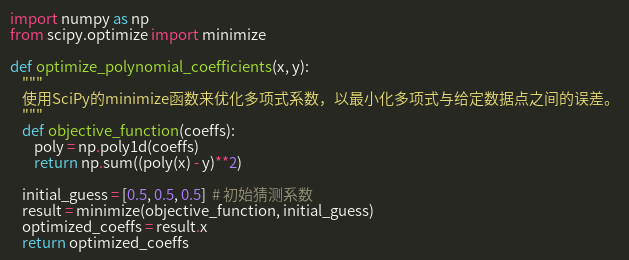 import numpy as np
from scipy.optimize import minimize

def optimize_polynomial_coefficients(x, y):
    """
    使用SciPy的minimize函数来优化多项式系数，以最小化多项式与给定数据点之间的误差。
    """
    def objective_function(coeffs):
        poly = np.poly1d(coeffs)
        return np.sum((poly(x) - y)**2)

    initial_guess = [0.5, 0.5, 0.5]  # 初始猜测系数
    result = minimize(objective_function, initial_guess)
    optimized_coeffs = result.x
    return optimized_coeffs